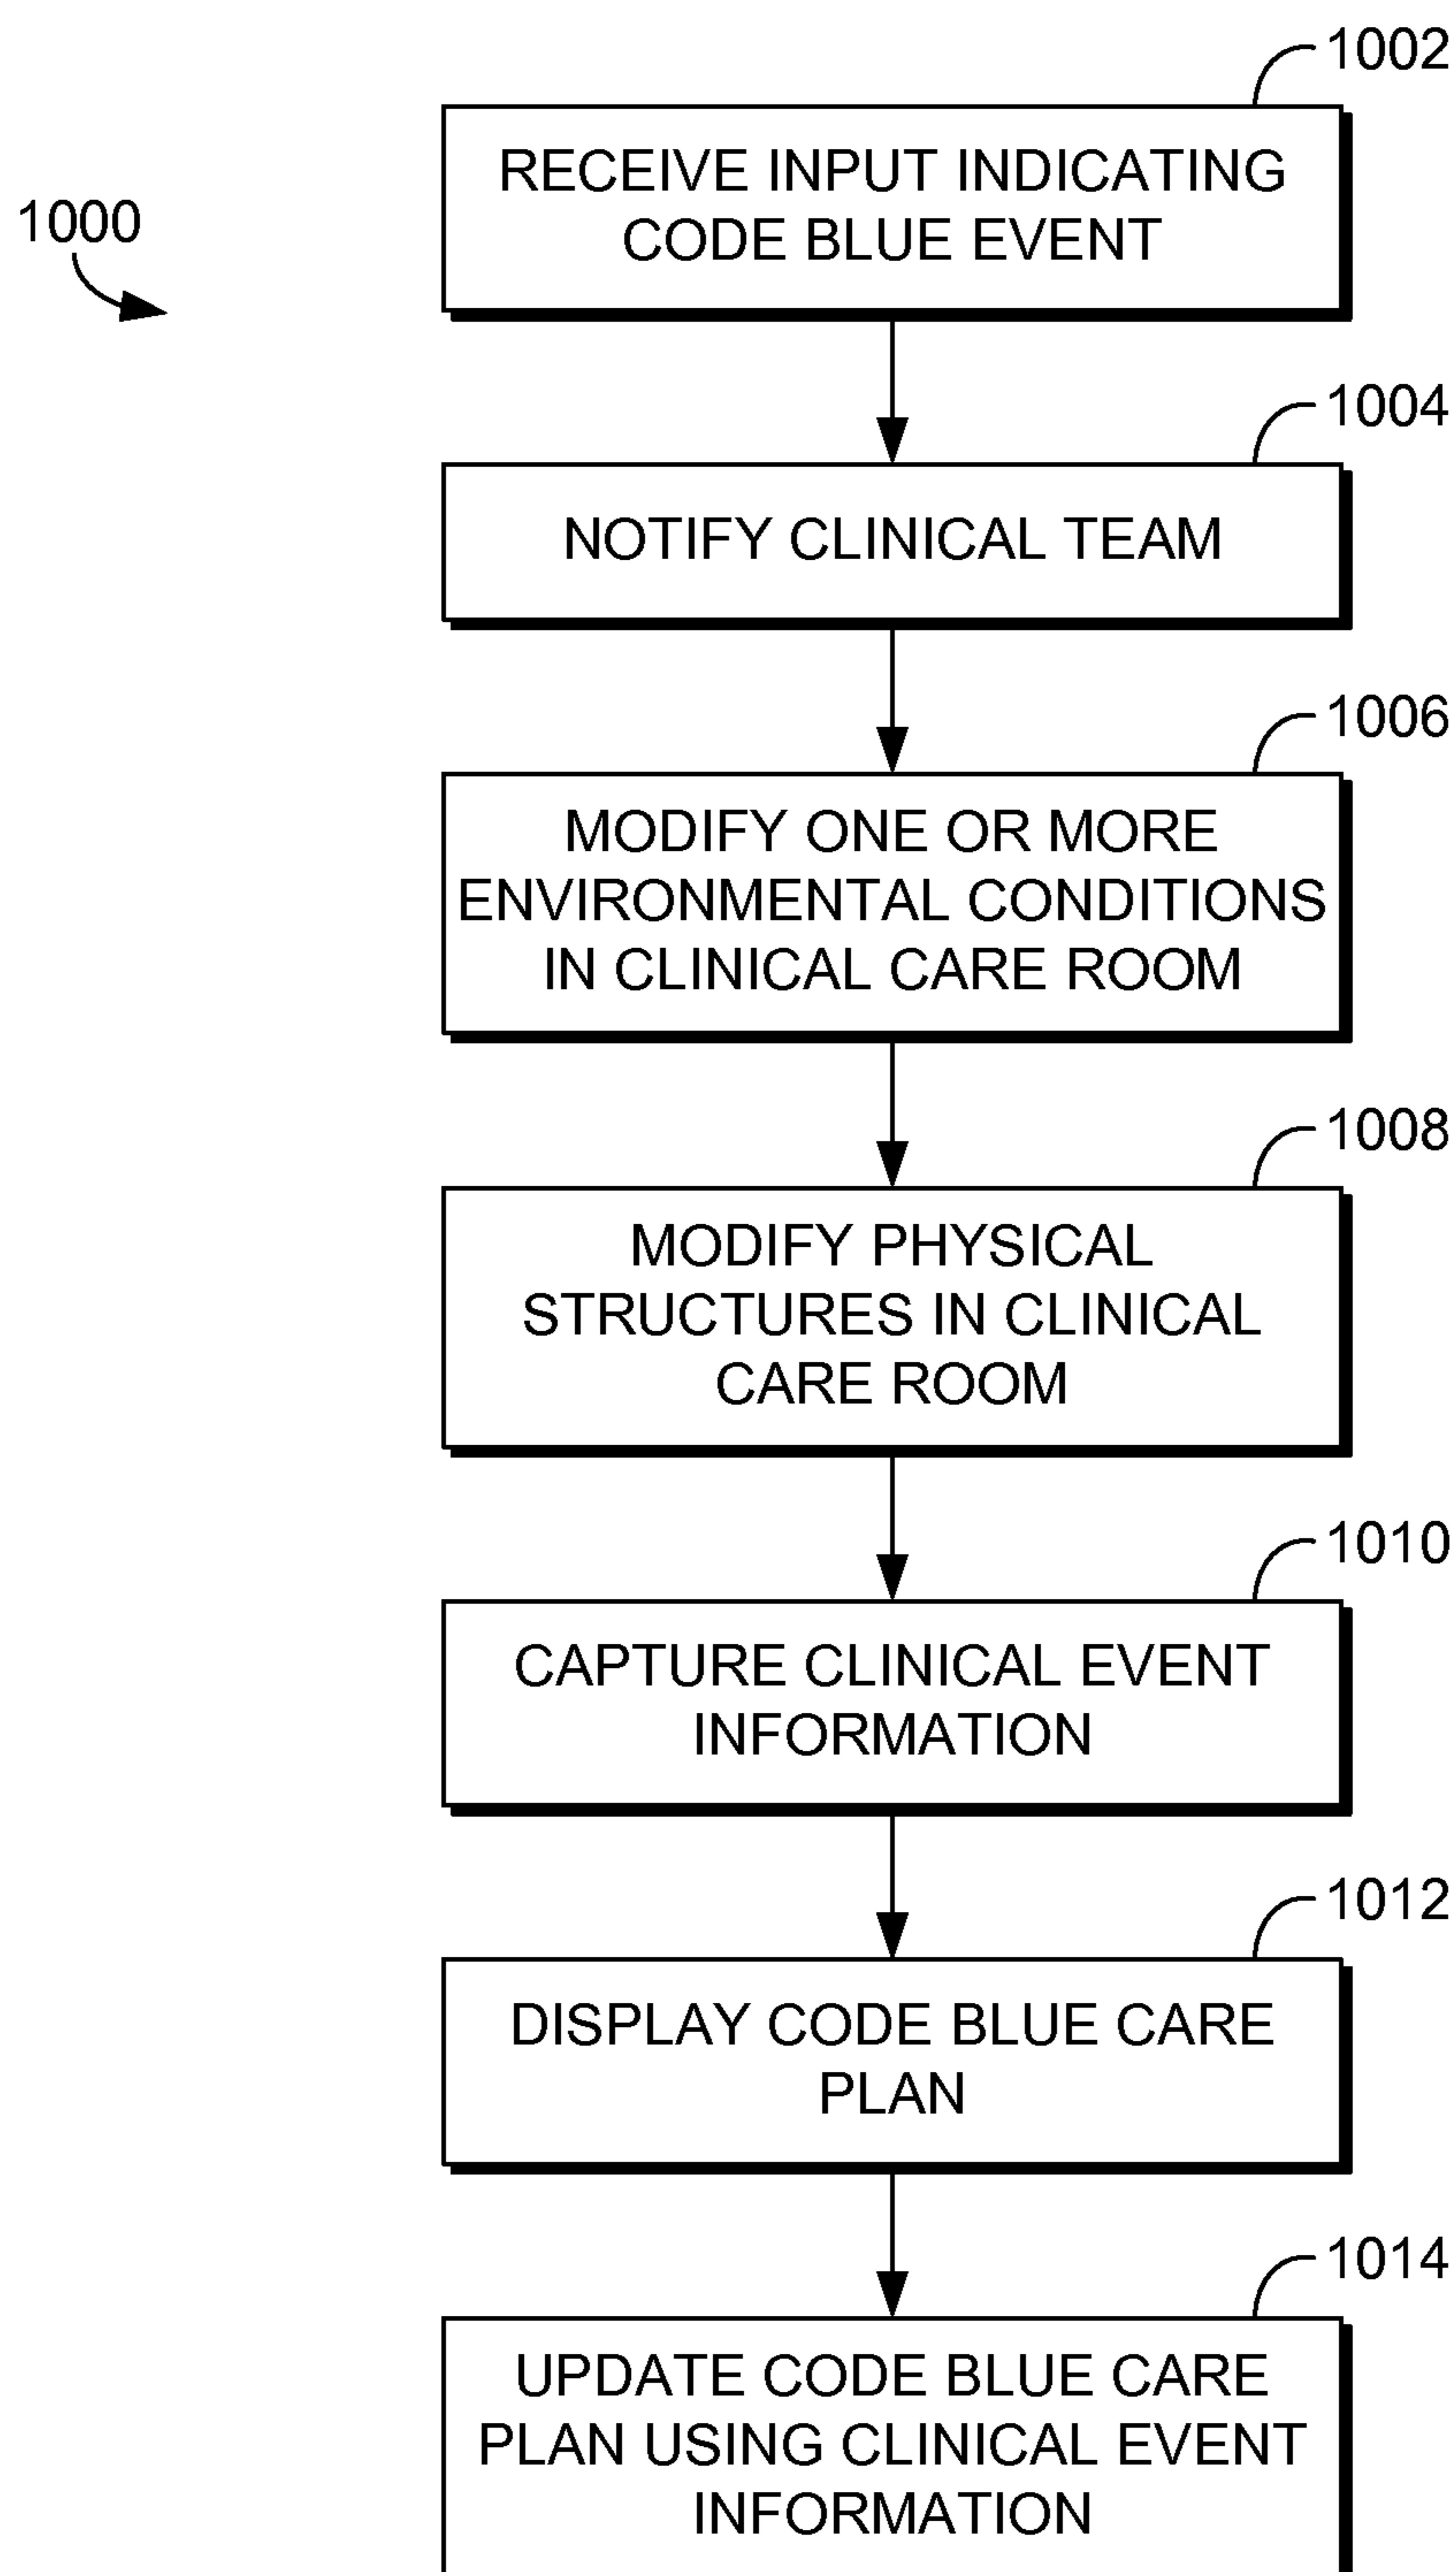 1002
RECEIVE INPUT INDICATING
CODE BLUE EVENT
1000
1004
NOTIFY CLINICAL TEAM
1006
MODIFY ONE OR MORE
ENVIRONMENTAL CONDITIONS
IN CLINICAL CARE ROOM
1008
MODIFY PHYSICAL
STRUCTURES IN CLINICAL
CARE ROOM
1010
CAPTURE CLINICAL EVENT
INFORMATION
1012
DISPLAY CODE BLUE CARE
PLAN
1014
UPDATE CODE BLUE CARE
PLAN USING CLINICAL EVENT
INFORMATION